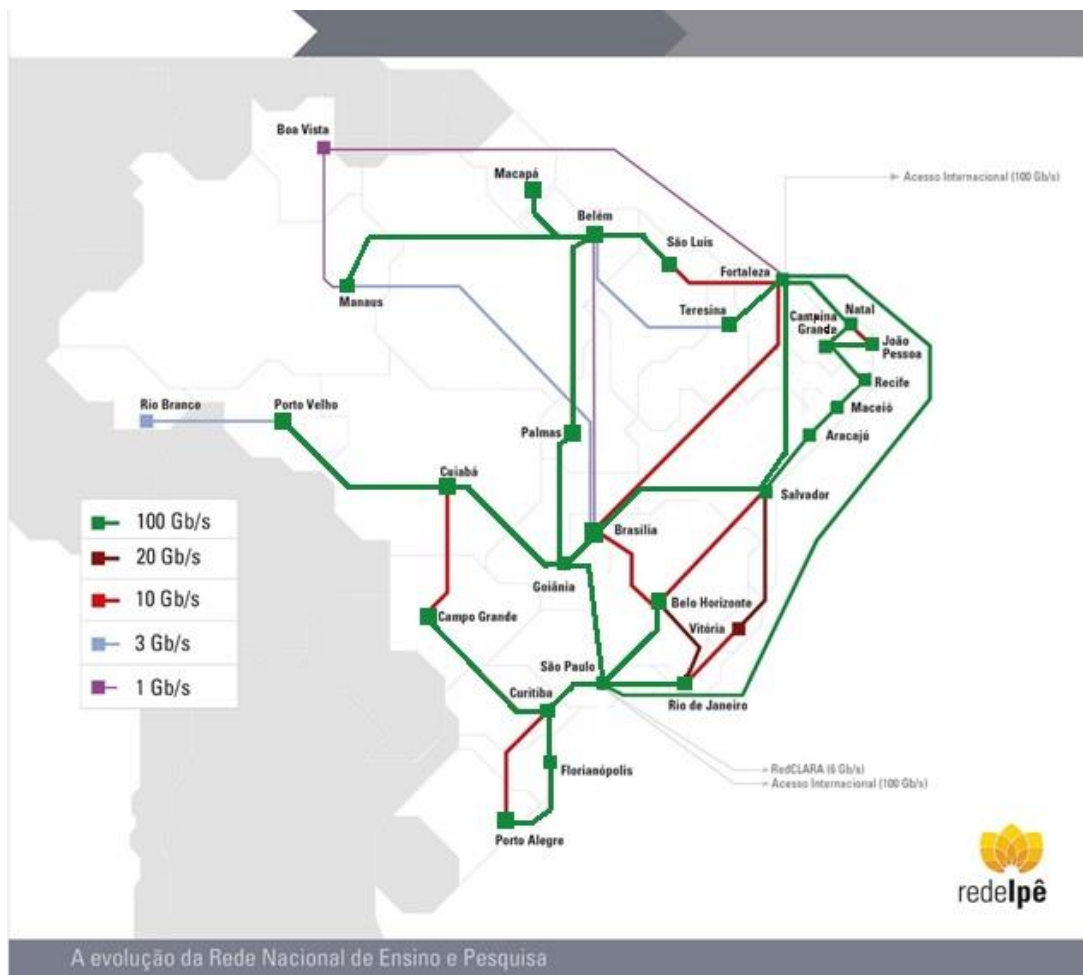 Boa Vista
Macapá
Acesso Internacional (100 Gb/s)
Belém
São Luis
Fortaleza
Manaus
Teresina
Campina
Grande
Natal
João
Pessoa
Recife
Rio Branco
Porto Velho
Maceió
Palmas
Aracajú
Cuiabá
Salvador
100 Gb/s
20 Gb/s
10 Gb/s
3 Gb/s
1 Gb/s
Brasília
Goiânia
Belo Horizonte
Campo Grande
Vitória
São Paulo
Curitiba
Rio de Janeiro
Florianópolis
RedCLARA (6 Gb/s)
Acesso Internacional (100 Gb/s)
Porto Alegre
redeIpê
A evolução da Rede Nacional de Ensino e Pesquisa